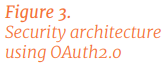 Figure 3.
Security architecture
using OAuth2.0